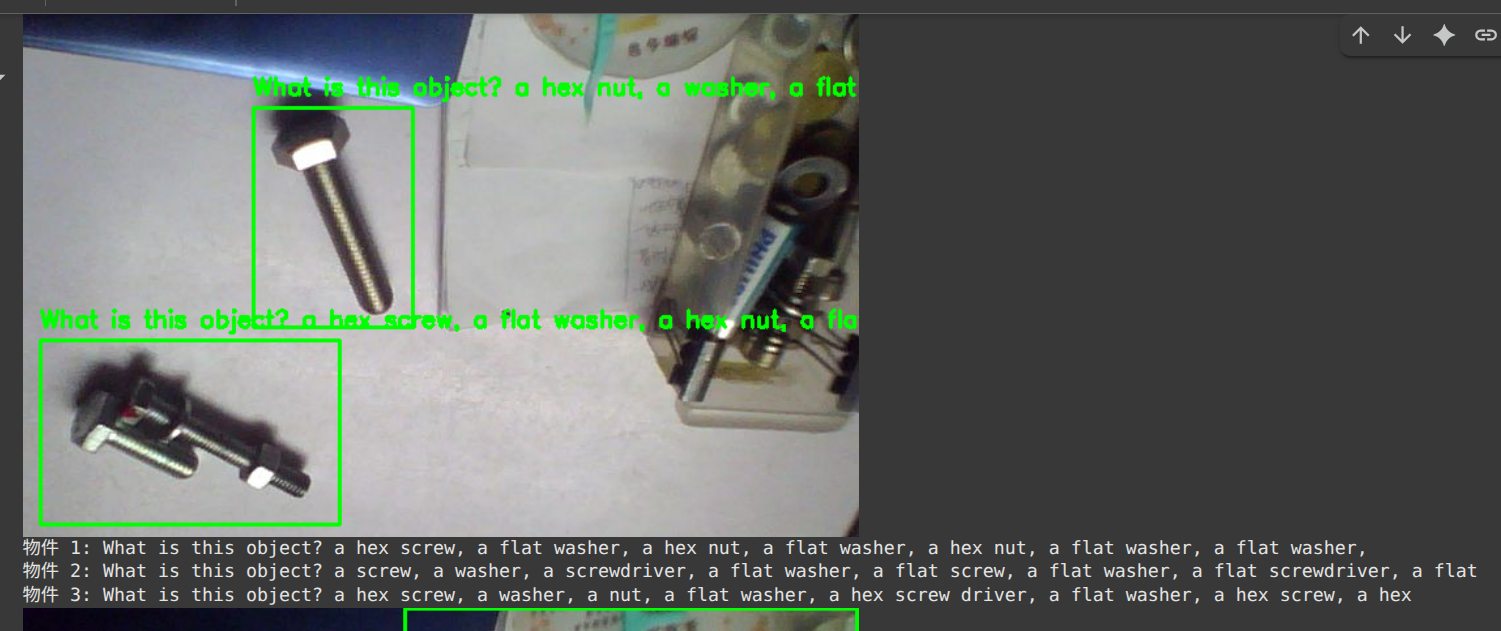 色多繽紛
What is this object? a hex nut, a washer, a flat
What is this object? a hex screw, a flat washer, a hex nut, a fla
物件 1: What is this object? a hex screw, a flat washer, a hex nut, a flat washer, a hex nut, a flat washer, a flat washer,
物件 2: What is this object? a screw, a washer, a screwdriver, a flat washer, a flat screw, a flat washer, a flat screwdriver, a flat
物件 3: What is this object? a hex screw, a washer, a nut, a flat washer, a hex screw driver, a flat washer, a hex screw, a hex